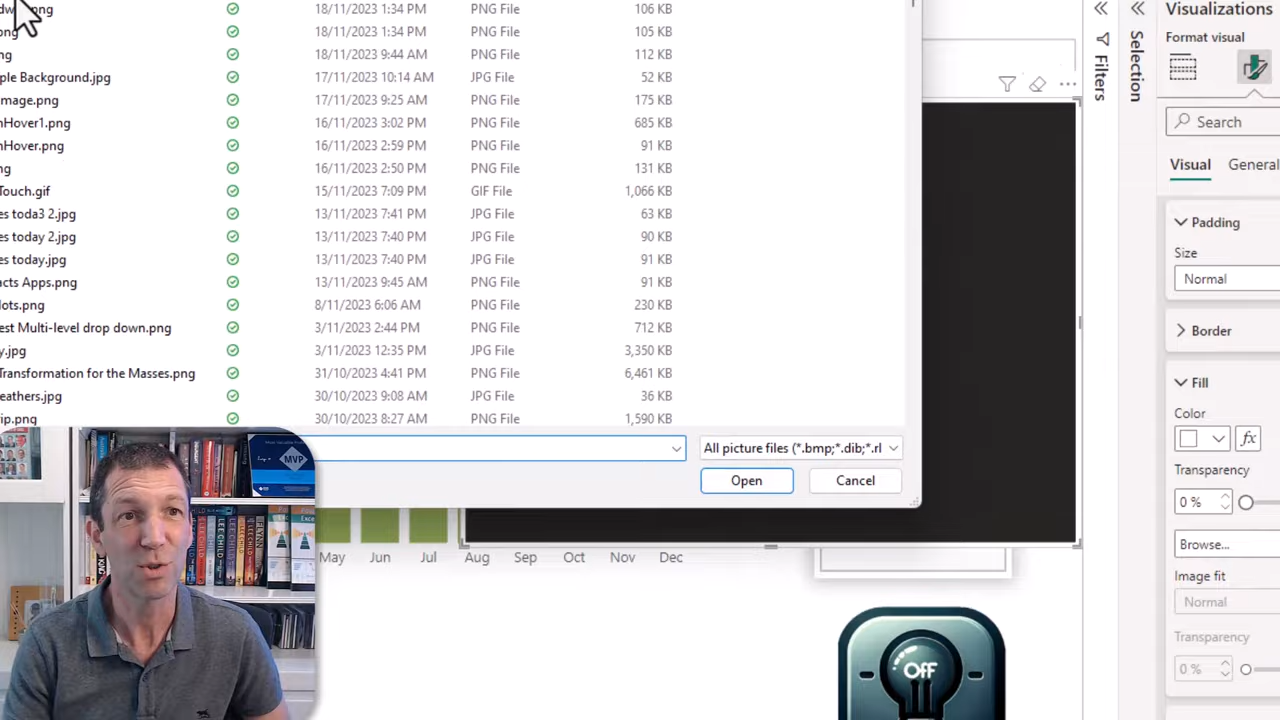 .png 18/11/2023 1:34 PM PNG File 106 KB
png 18/11/2023 1:34 PM PNG File 105 KB
ng 18/11/2023 9:44 AM PNG File 112 KB
ple Background.jpg 17/11/2023 10:14 AM JPG File 52 KB
mage.png 17/11/2023 9:25 AM PNG File 175 KB
nHover1.png 16/11/2023 3:02 PM PNG File 685 KB
nHover.png 16/11/2023 2:59 PM PNG File 91 KB
ng 16/11/2023 2:50 PM PNG File 131 KB
Touch.gif 15/11/2023 7:09 PM GIF File 1,066 KB
es toda3 2.jpg 13/11/2023 7:41 PM JPG File 63 KB
es today 2.jpg 13/11/2023 7:40 PM JPG File 90 KB
es today.jpg 13/11/2023 7:40 PM JPG File 91 KB
acts Apps.png 13/11/2023 9:45 AM PNG File 91 KB
lots.png 8/11/2023 6:06 AM PNG File 230 KB
est Multi-level drop down.png 3/11/2023 2:44 PM PNG File 712 KB
y.jpg 3/11/2023 12:35 PM JPG File 3,350 KB
Transformation for the Masses.png 31/10/2023 4:41 PM PNG File 6,461 KB
eathers.jpg 30/10/2023 9:08 AM JPG File 36 KB
rip.png 30/10/2023 8:27 AM PNG File 1,590 KB
All picture files (*.bmp;*.dib;*.rl
Open Cancel
MVP
LEE CHILD
May Jun Jul Aug Sep Oct Nov Dec
OFF
Filters
Selection
Visualizations
Format visual
Search
Visual General
Padding
Size
Normal
Border
Fill
Color
fx
Transparency
0 %
Browse...
Image fit
Normal
Transparency
0 %